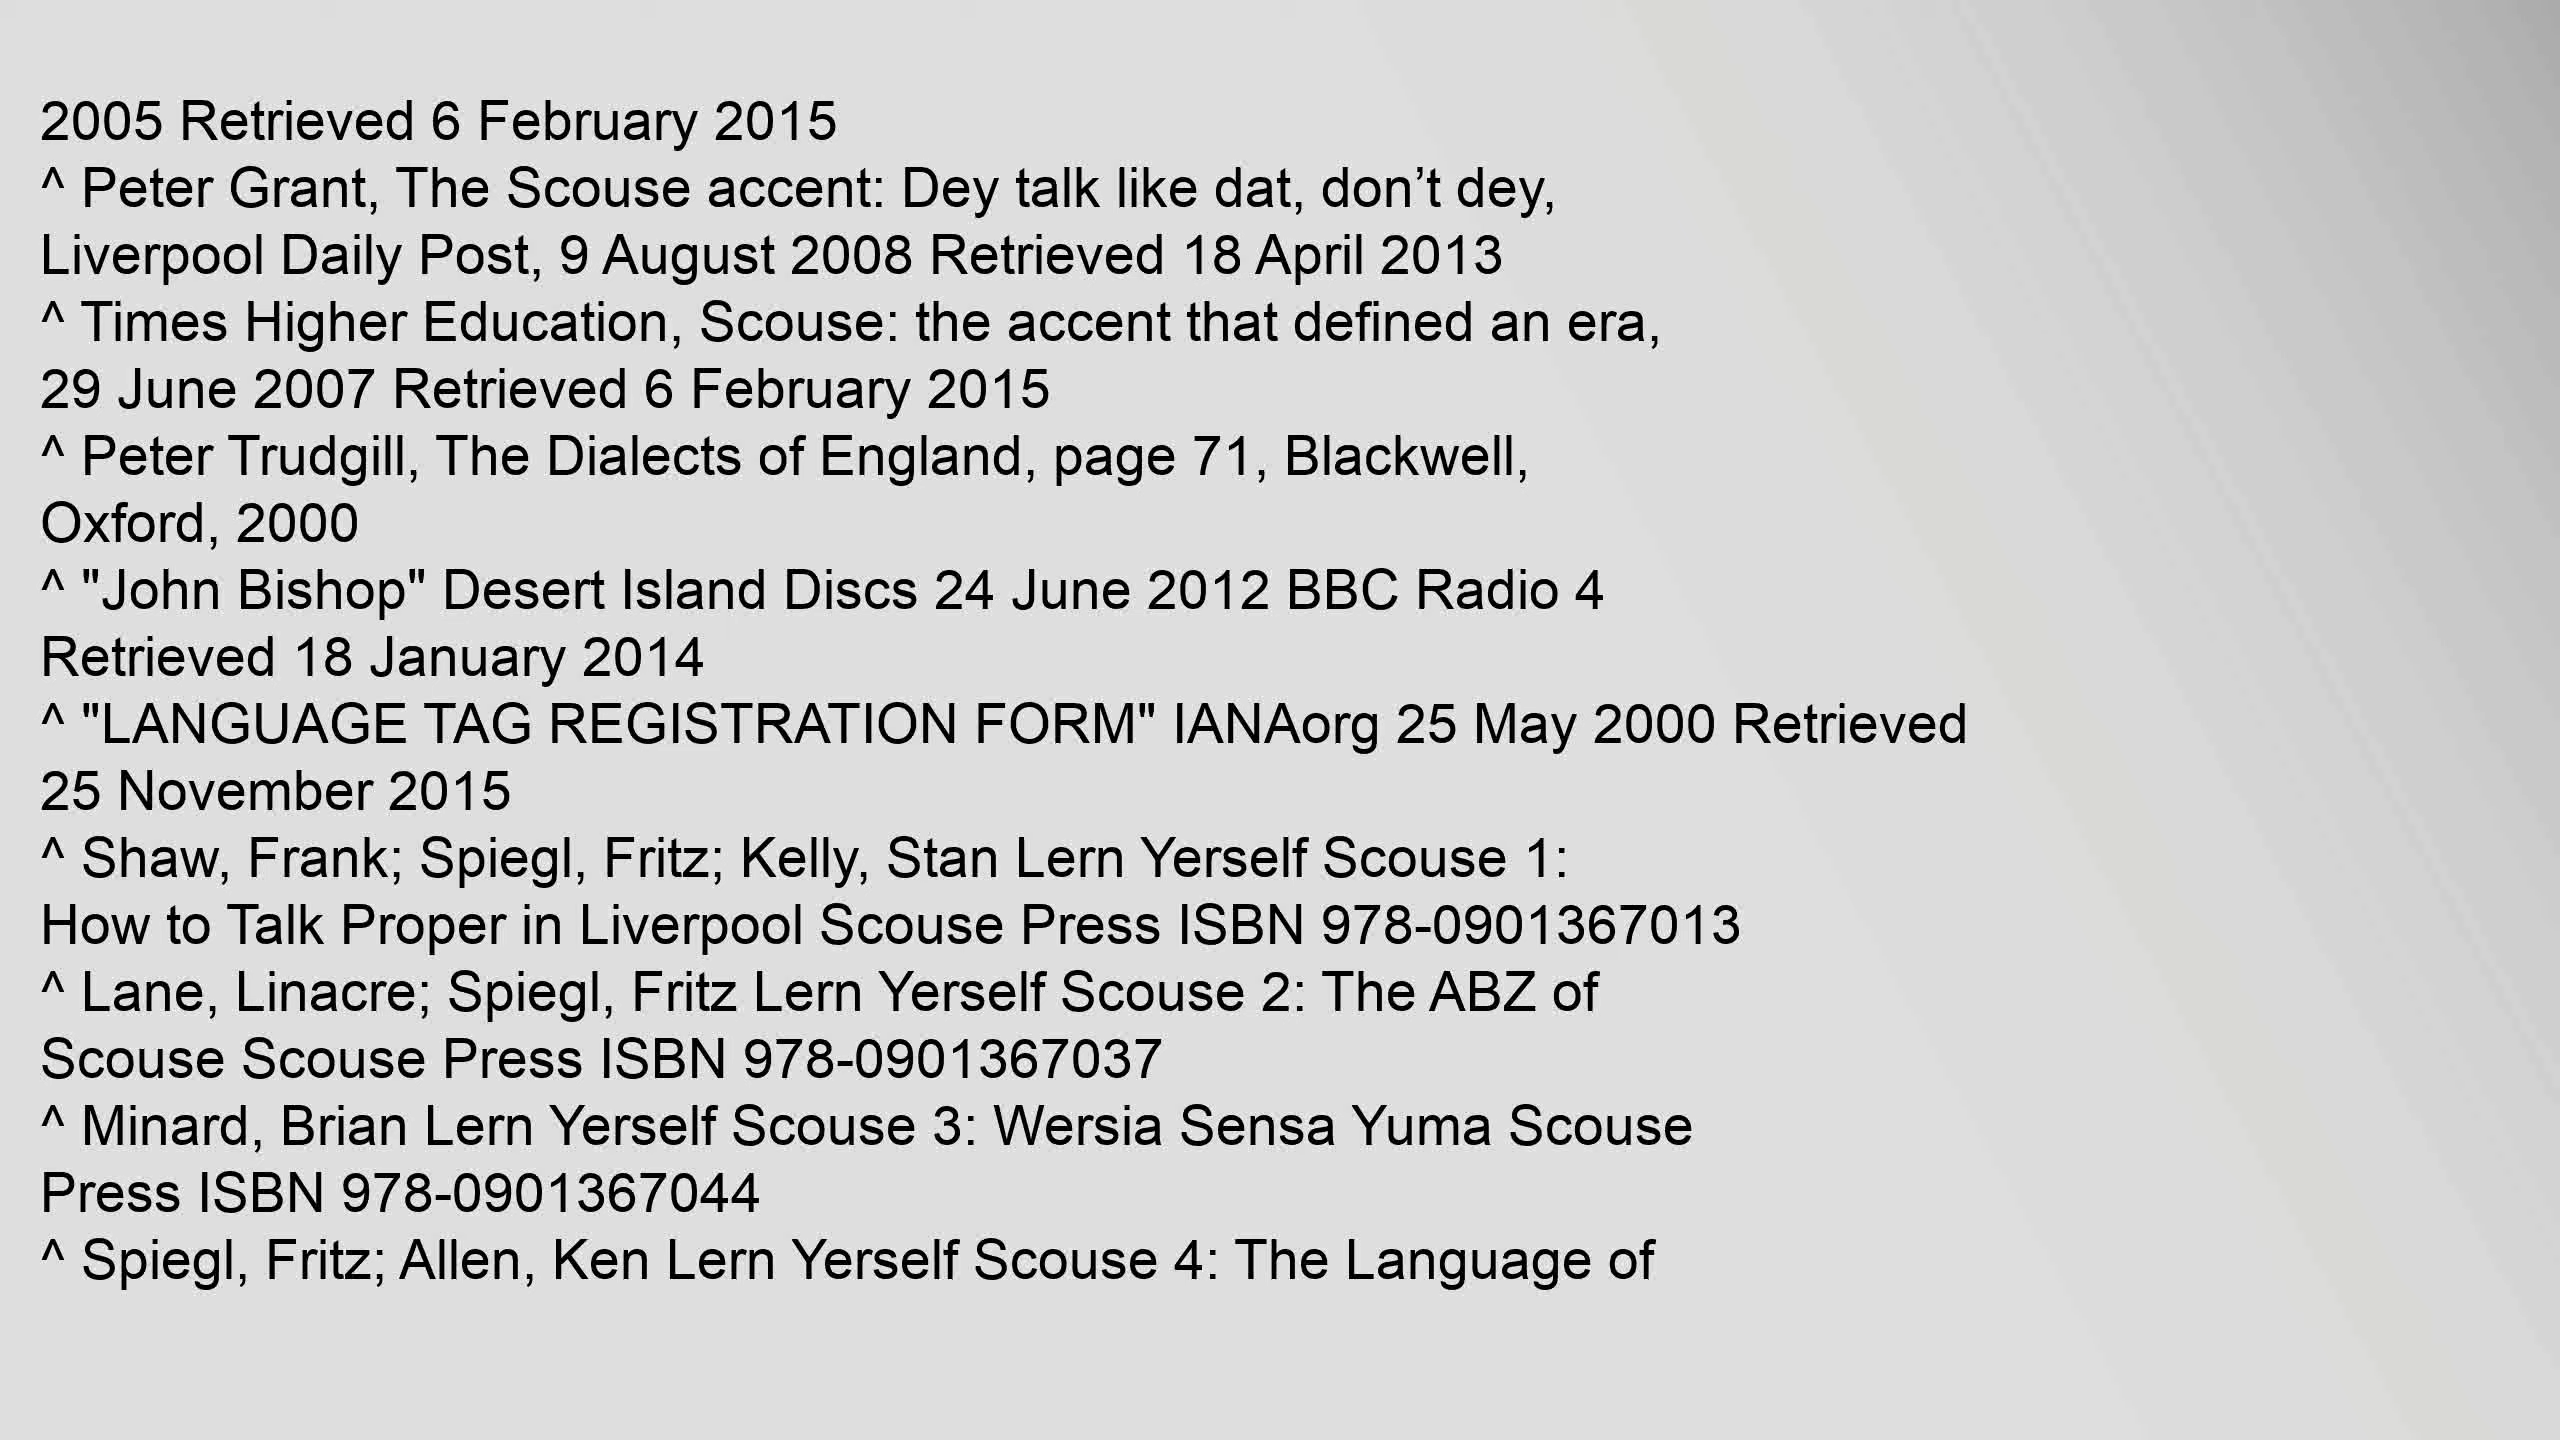 2005 Retrieved 6 February 2015
^ Peter Grant, The Scouse accent: Dey talk like dat, don’t dey,
Liverpool Daily Post, 9 August 2008 Retrieved 18 April 2013
^ Times Higher Education, Scouse: the accent that defined an era,
29 June 2007 Retrieved 6 February 2015
^ Peter Trudgill, The Dialects of England, page 71, Blackwell,
Oxford, 2000
^ "John Bishop" Desert Island Discs 24 June 2012 BBC Radio 4
Retrieved 18 January 2014
^ "LANGUAGE TAG REGISTRATION FORM" IANAorg 25 May 2000 Retrieved
25 November 2015
^ Shaw, Frank; Spiegl, Fritz; Kelly, Stan Lern Yerself Scouse 1:
How to Talk Proper in Liverpool Scouse Press ISBN 978-0901367013
^ Lane, Linacre; Spiegl, Fritz Lern Yerself Scouse 2: The ABZ of
Scouse Scouse Press ISBN 978-0901367037
^ Minard, Brian Lern Yerself Scouse 3: Wersia Sensa Yuma Scouse
Press ISBN 978-0901367044
^ Spiegl, Fritz; Allen, Ken Lern Yerself Scouse 4: The Language of